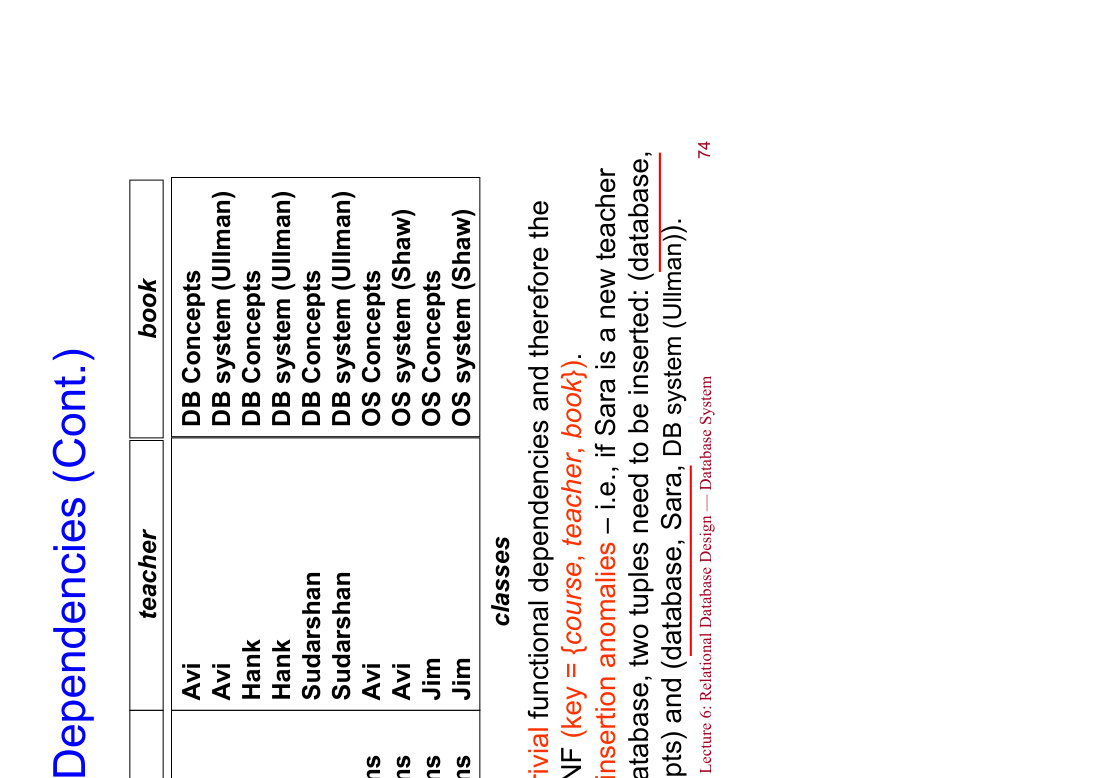 Dependencies (Cont.)
teacher book
Avi DB Concepts
Avi DB system (Ullman)
Hank DB Concepts
Hank DB system (Ullman)
Sudarshan DB Concepts
Sudarshan DB system (Ullman)
ns Avi OS Concepts
ns Avi OS system (Shaw)
ns Jim OS Concepts
ns Jim OS system (Shaw)
classes
rivial functional dependencies and therefore the
NF (key = {course, teacher, book}).
insertion anomalies – i.e., if Sara is a new teacher
atabase, two tuples need to be inserted: (database,
pts) and (database, Sara, DB system (Ullman)).
Lecture 6: Relational Database Design — Database System 74